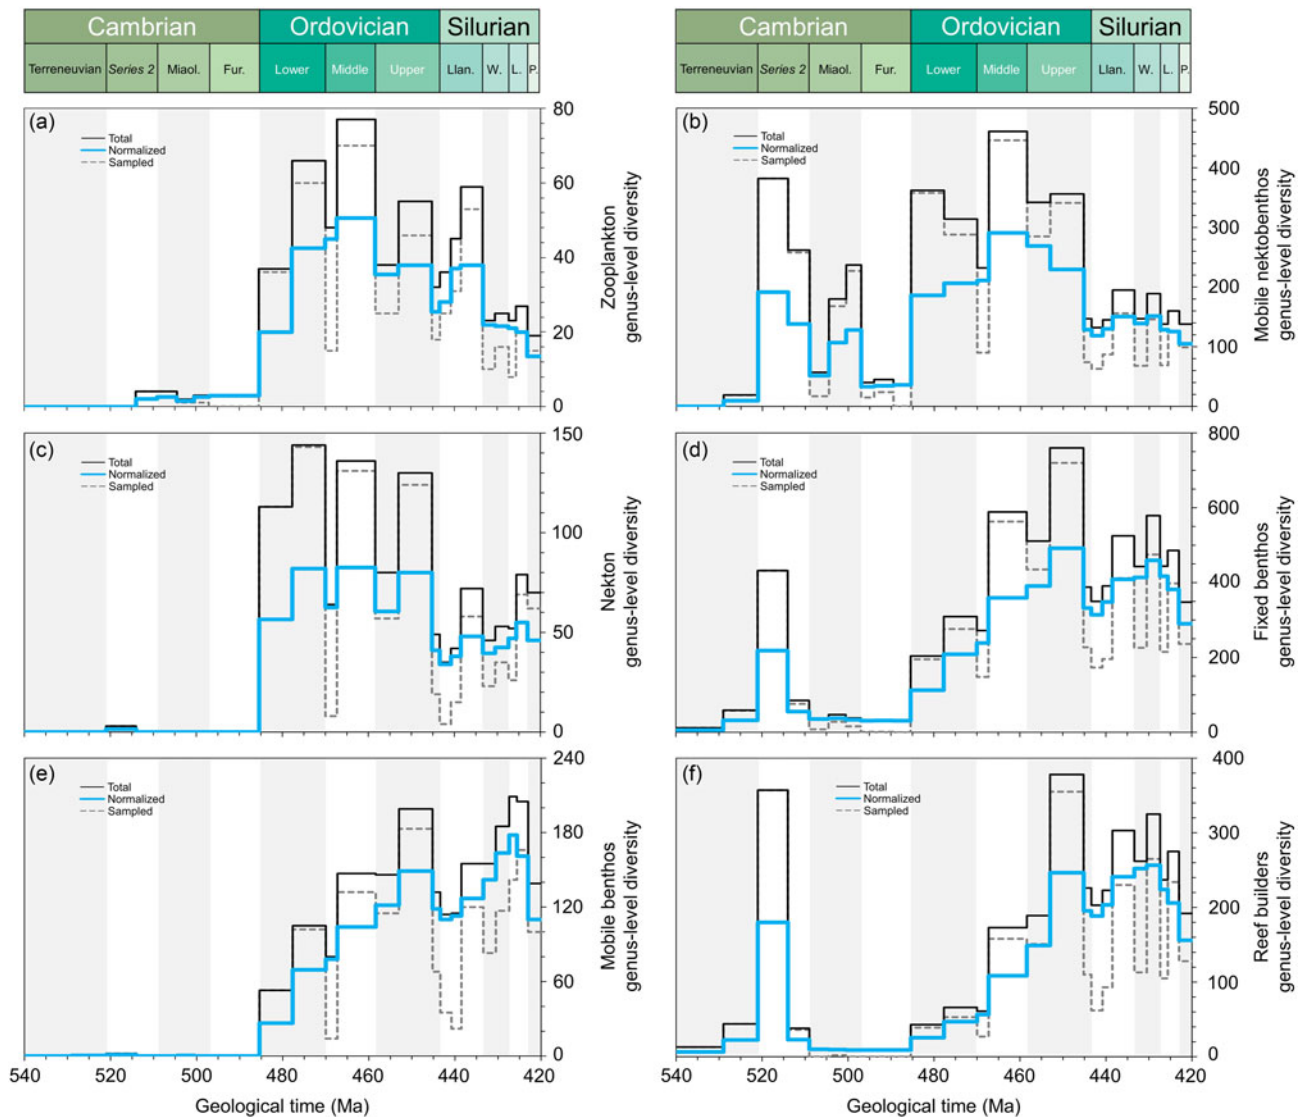 Cambrian Ordovician Silurian
Terreneuvian Series 2 Miaol. Fur. Lower Middle Upper Llan. W. L. P.
Cambrian Ordovician Silurian
Terreneuvian Series 2 Miaol. Fur. Lower Middle Upper Llan. W. L. P.
(a)
Total
Normalized
Sampled
80
60
40
20
0
Zooplankton
genus-level diversity
(b)
Total
Normalized
Sampled
500
400
300
200
100
0
Mobile nektobenthos
genus-level diversity
(c)
Total
Normalized
Sampled
150
100
50
0
Nekton
genus-level diversity
(d)
Total
Normalized
Sampled
800
600
400
200
0
Fixed benthos
genus-level diversity
(e)
Total
Normalized
Sampled
240
180
120
60
0
Mobile benthos
genus-level diversity
540 520 500 480 460 440 420
Geological time (Ma)
(f)
Total
Normalized
Sampled
400
300
200
100
0
Reef builders
genus-level diversity
540 520 500 480 460 440 420
Geological time (Ma)